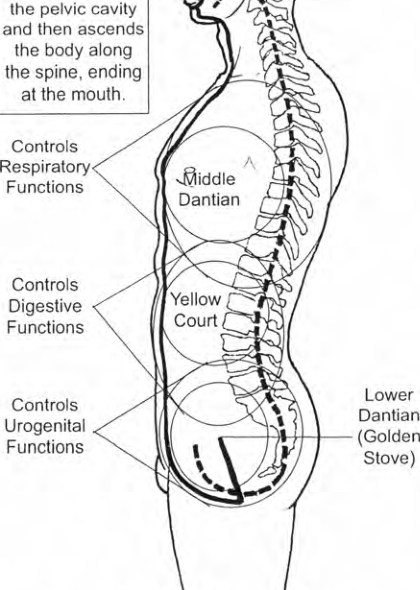 the pelvic cavity
and then ascends
the body along
the spine, ending
at the mouth.
Controls
Respiratory
Functions
Middle
Dantian
Controls
Digestive
Functions
Yellow
Court
Controls
Urogenital
Functions
Lower
Dantian
(Golden
Stove)